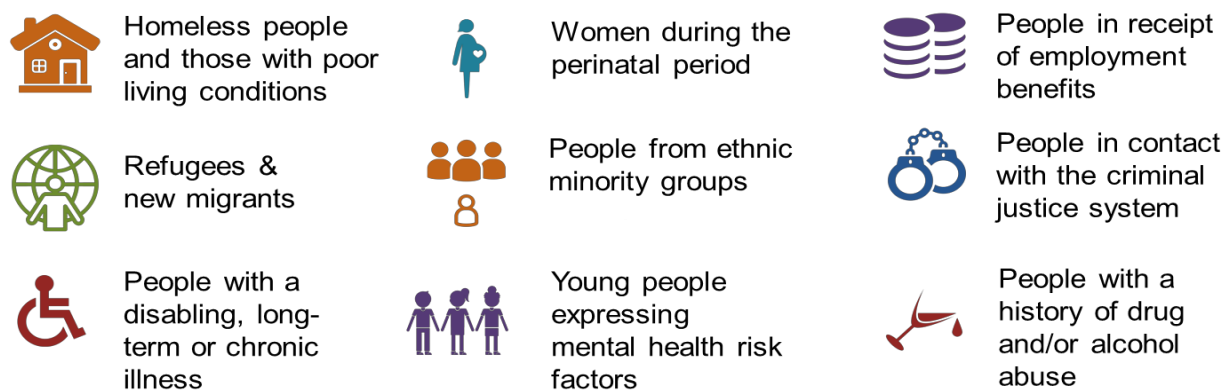 Homeless people
and those with poor
living conditions
Women during the
perinatal period
People in receipt
of employment
benefits
Refugees &
new migrants
People from ethnic
minority groups
People in contact
with the criminal
justice system
People with a
disabling, long-
term or chronic
illness
Young people
expressing
mental health risk
factors
People with a
history of drug
and/or alcohol
abuse